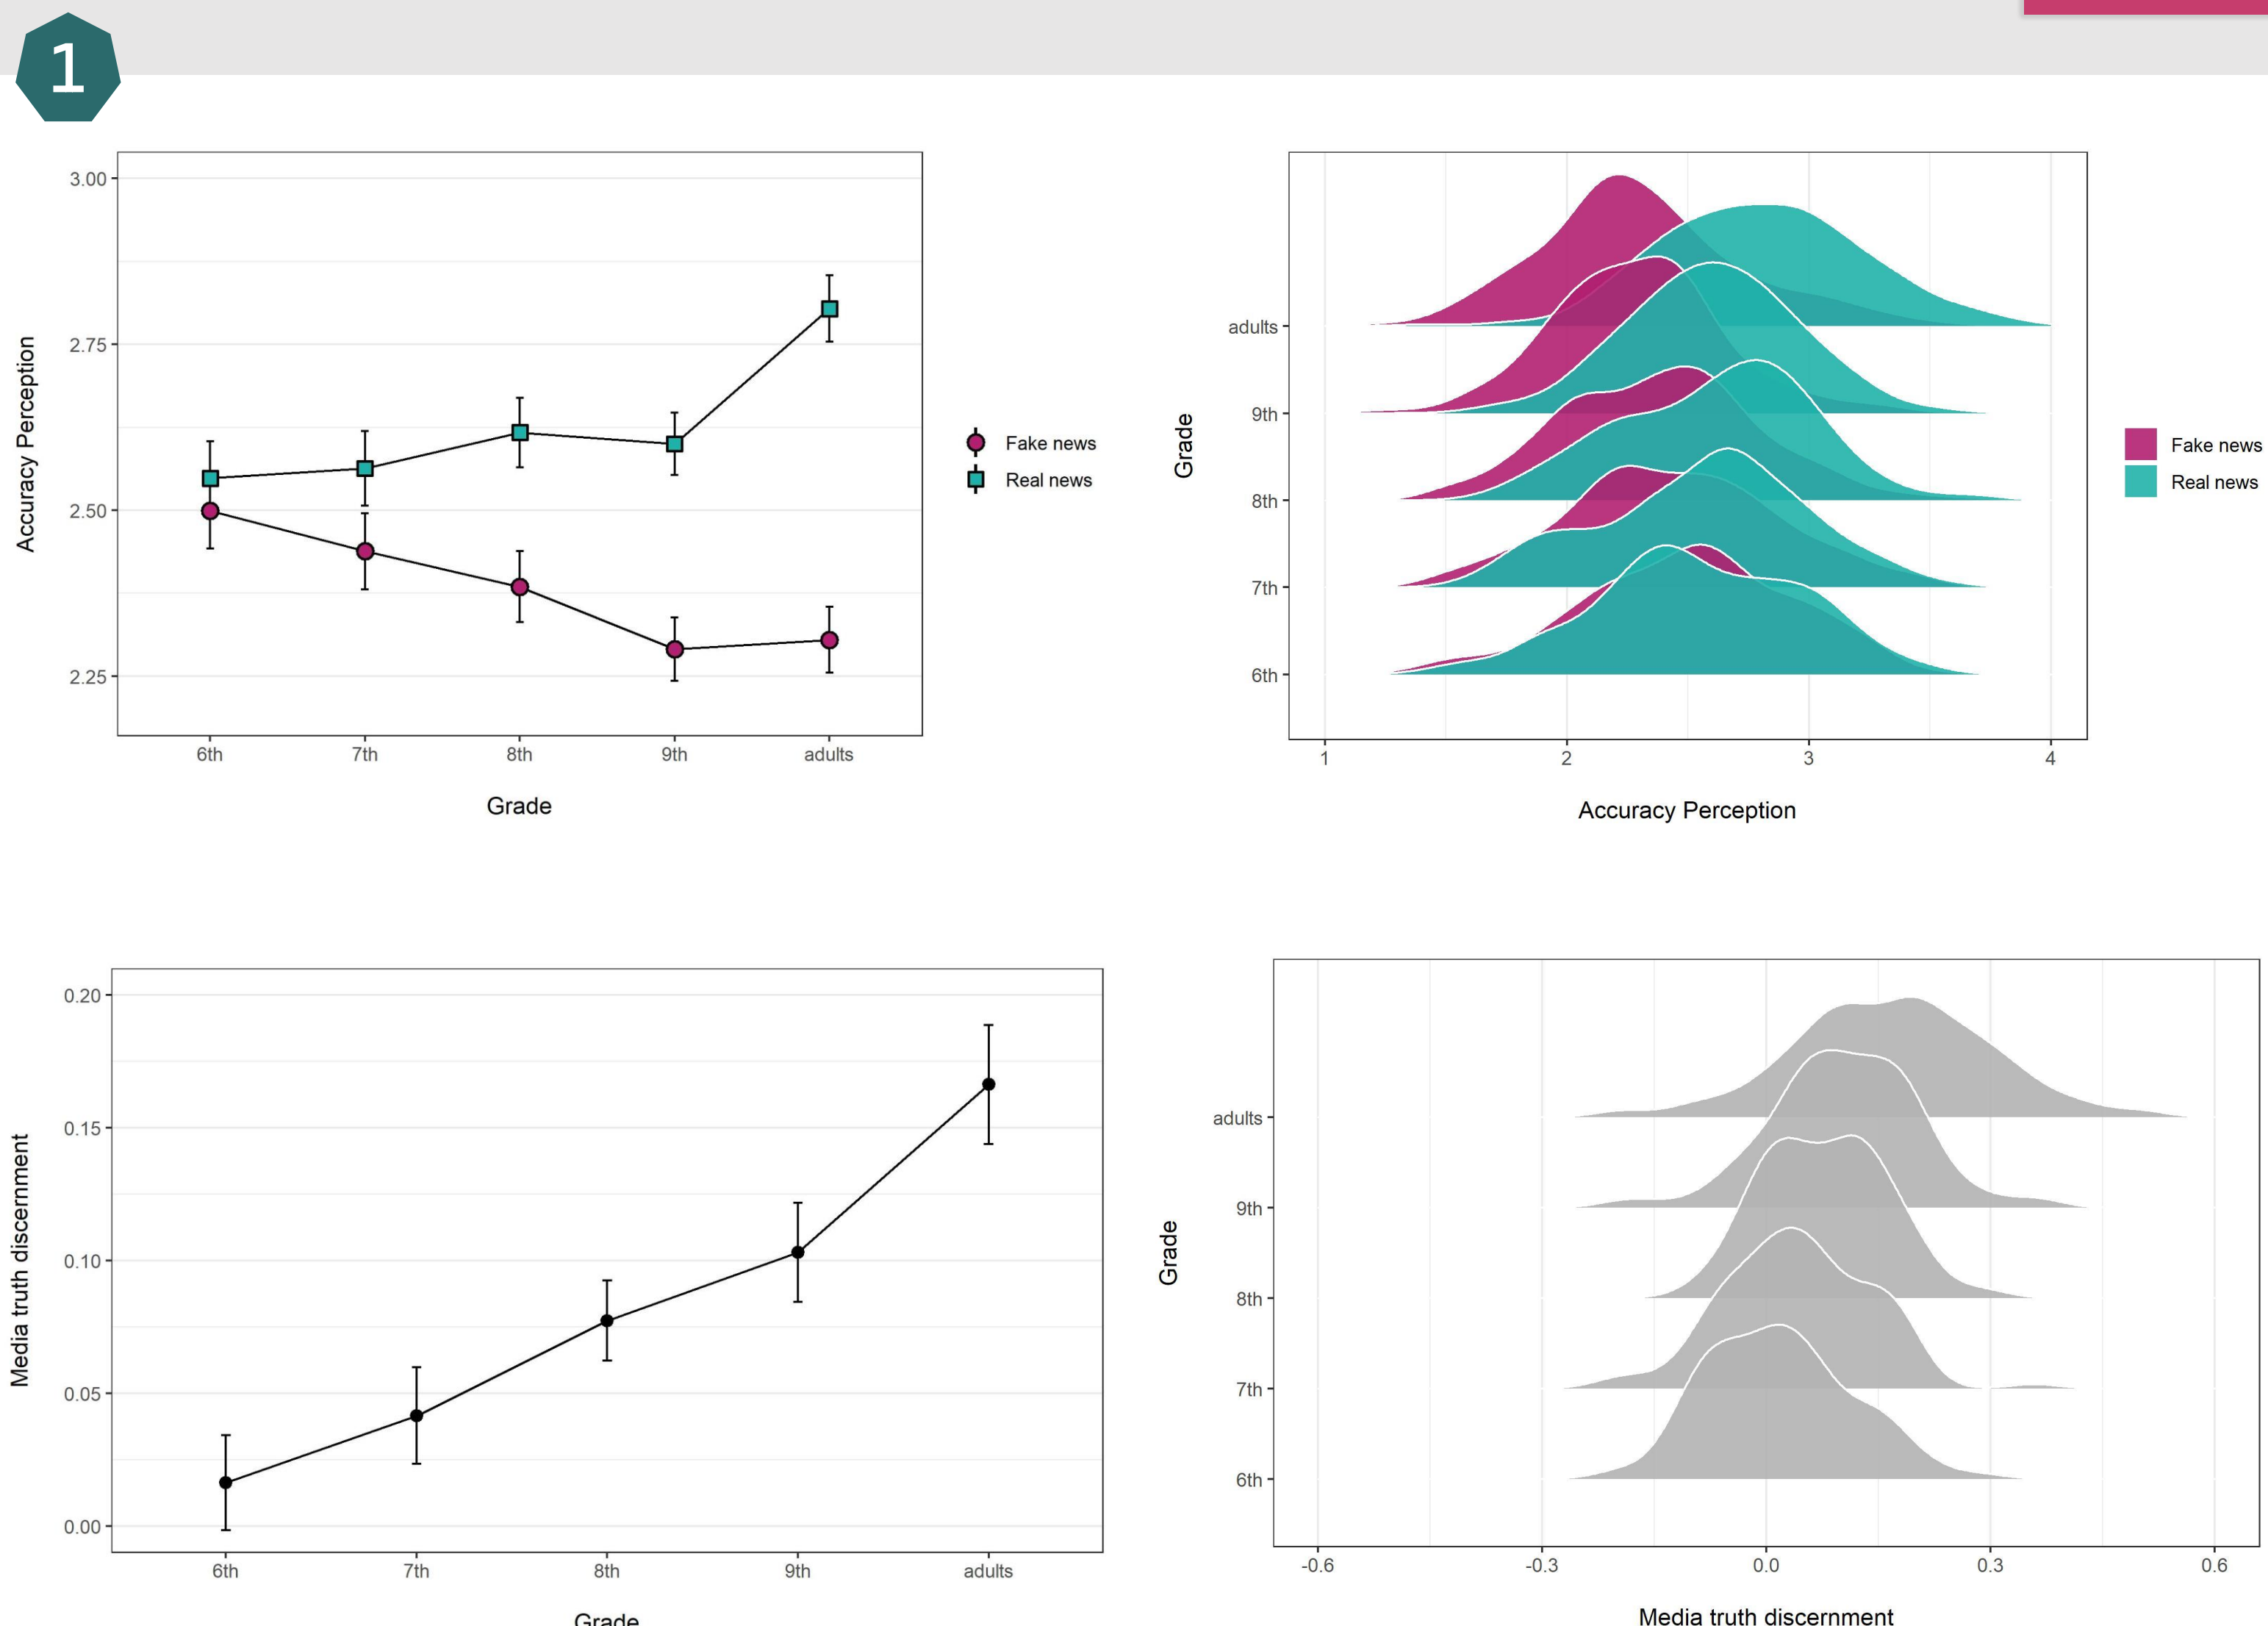 1
3.00
2.75
2.50
2.25
Accuracy Perception
6th 7th 8th 9th adults
Grade
Fake news
Real news
adults
9th
8th
7th
6th
Grade
1 2 3 4
Accuracy Perception
Fake news
Real news
0.20
0.15
0.10
0.05
0.00
Media truth discernment
6th 7th 8th 9th adults
Grade
adults
9th
8th
7th
6th
Grade
-0.6 -0.3 0.0 0.3 0.6
Media truth discernment